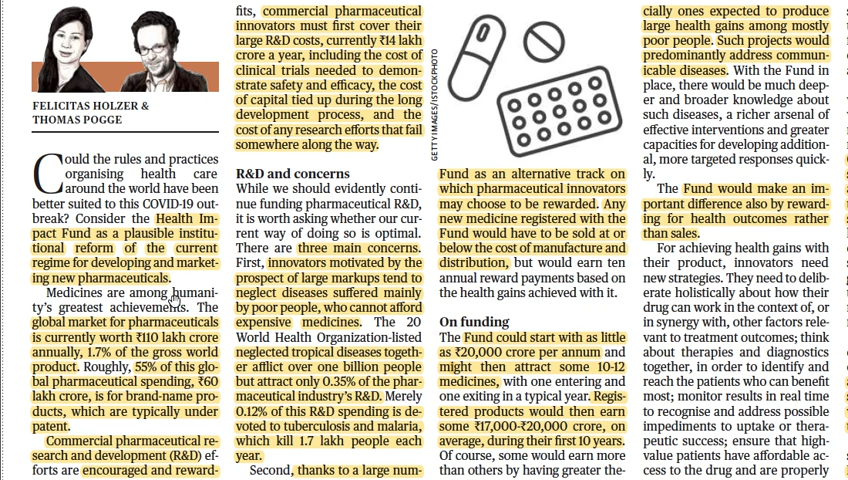 FELICITAS HOLZER &
THOMAS POGGE
Could the rules and practices
organising health care
around the world have been
better suited to this COVID-19 out-
break? Consider the Health Im-
pact Fund as a plausible institu-
tional reform of the current
regime for developing and market-
ing new pharmaceuticals.
Medicines are among humani-
ty's greatest achievements. The
global market for pharmaceuticals
is currently worth ₹110 lakh crore
annually, 1.7% of the gross world
product. Roughly, 55% of this glo-
bal pharmaceutical spending, ₹60
lakh crore, is for brand-name pro-
ducts, which are typically under
patent.
Commercial pharmaceutical re-
search and development (R&D) ef-
forts are encouraged and reward-
fits, commercial pharmaceutical
innovators must first cover their
large R&D costs, currently ₹14 lakh
crore a year, including the cost of
clinical trials needed to demon-
strate safety and efficacy, the cost
of capital tied up during the long
development process, and the
cost of any research efforts that fail
somewhere along the way.
R&D and concerns
While we should evidently conti-
nue funding pharmaceutical R&D,
it is worth asking whether our cur-
rent way of doing so is optimal.
There are three main concerns.
First, innovators motivated by the
prospect of large markups tend to
neglect diseases suffered mainly
by poor people, who cannot afford
expensive medicines. The 20
World Health Organization-listed
neglected tropical diseases togeth-
er afflict over one billion people
but attract only 0.35% of the phar-
maceutical industry's R&D. Merely
0.12% of this R&D spending is de-
voted to tuberculosis and malaria,
which kill 1.7 lakh people each
year.
Second, thanks to a large num-
GETTY IMAGES/ISTOCKPHOTO
Fund as an alternative track on
which pharmaceutical innovators
may choose to be rewarded. Any
new medicine registered with the
Fund would have to be sold at or
below the cost of manufacture and
distribution, but would earn ten
annual reward payments based on
the health gains achieved with it.
On funding
The Fund could start with as little
as ₹20,000 crore per annum and
might then attract some 10-12
medicines, with one entering and
one exiting in a typical year. Regis-
tered products would then earn
some ₹17,000-₹20,000 crore, on
average, during their first 10 years.
Of course, some would earn more
than others by having greater the-
cially ones expected to produce
large health gains among mostly
poor people. Such projects would
predominantly address commun-
icable diseases. With the Fund in
place, there would be much deep-
er and broader knowledge about
such diseases, a richer arsenal of
effective interventions and greater
capacities for developing addition-
al, more targeted responses quick-
ly.
The Fund would make an im-
portant difference also by reward-
ing for health outcomes rather
than sales.
For achieving health gains with
their product, innovators need
new strategies. They need to delib-
erate holistically about how their
drug can work in the context of, or
in synergy with, other factors rele-
vant to treatment outcomes; think
about therapies and diagnostics
together, in order to identify and
reach the patients who can benefit
most; monitor results in real time
to recognise and address possible
impediments to uptake or thera-
peutic success; ensure that high-
value patients have affordable ac-
cess to the drug and are properly